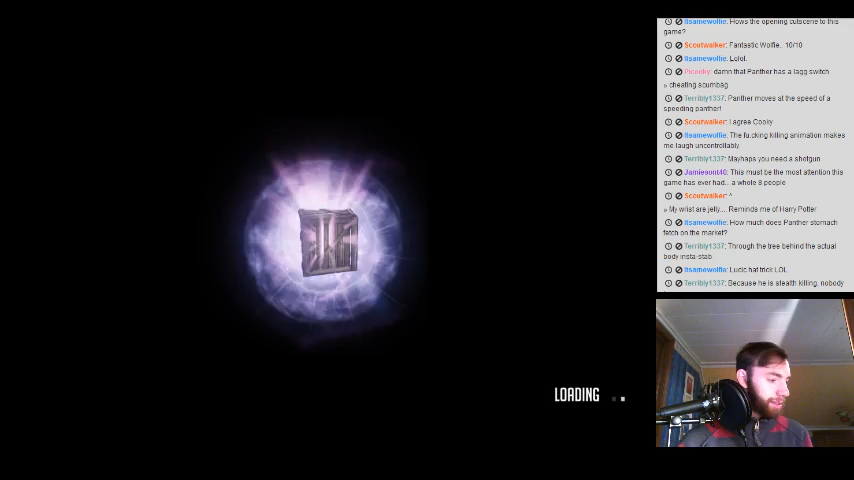 Itsamewolfie: Hows the opening cutscene to this
game?
Scoutwalker: Fantastic Wolfie.. 10/10
Itsamewolfie: Lolol.
Piconky: damn that Panther has a lagg switch
» cheating scumbag
Terribly1337: Panther moves at the speed of a
speeding panther!
Scoutwalker: I agree Cooky
Itsamewolfie: The fu.cking killing animation makes
me laugh uncontrollably.
Terribly1337: Mayhaps you need a shotgun
Jamiesont40: This must be the most attention this
game has ever had... a whole 8 people
Scoutwalker: ^
» My wrist are jelly.... Reminds me of Harry Potter
Itsamewolfie: How much does Panther stomach
fetch on the market?
Terribly1337: Through the tree behind the actual
body insta-stab
Itsamewolfie: Lucic hat trick LOL
Terribly1337: Because he is stealth killing, nobody
LOADING